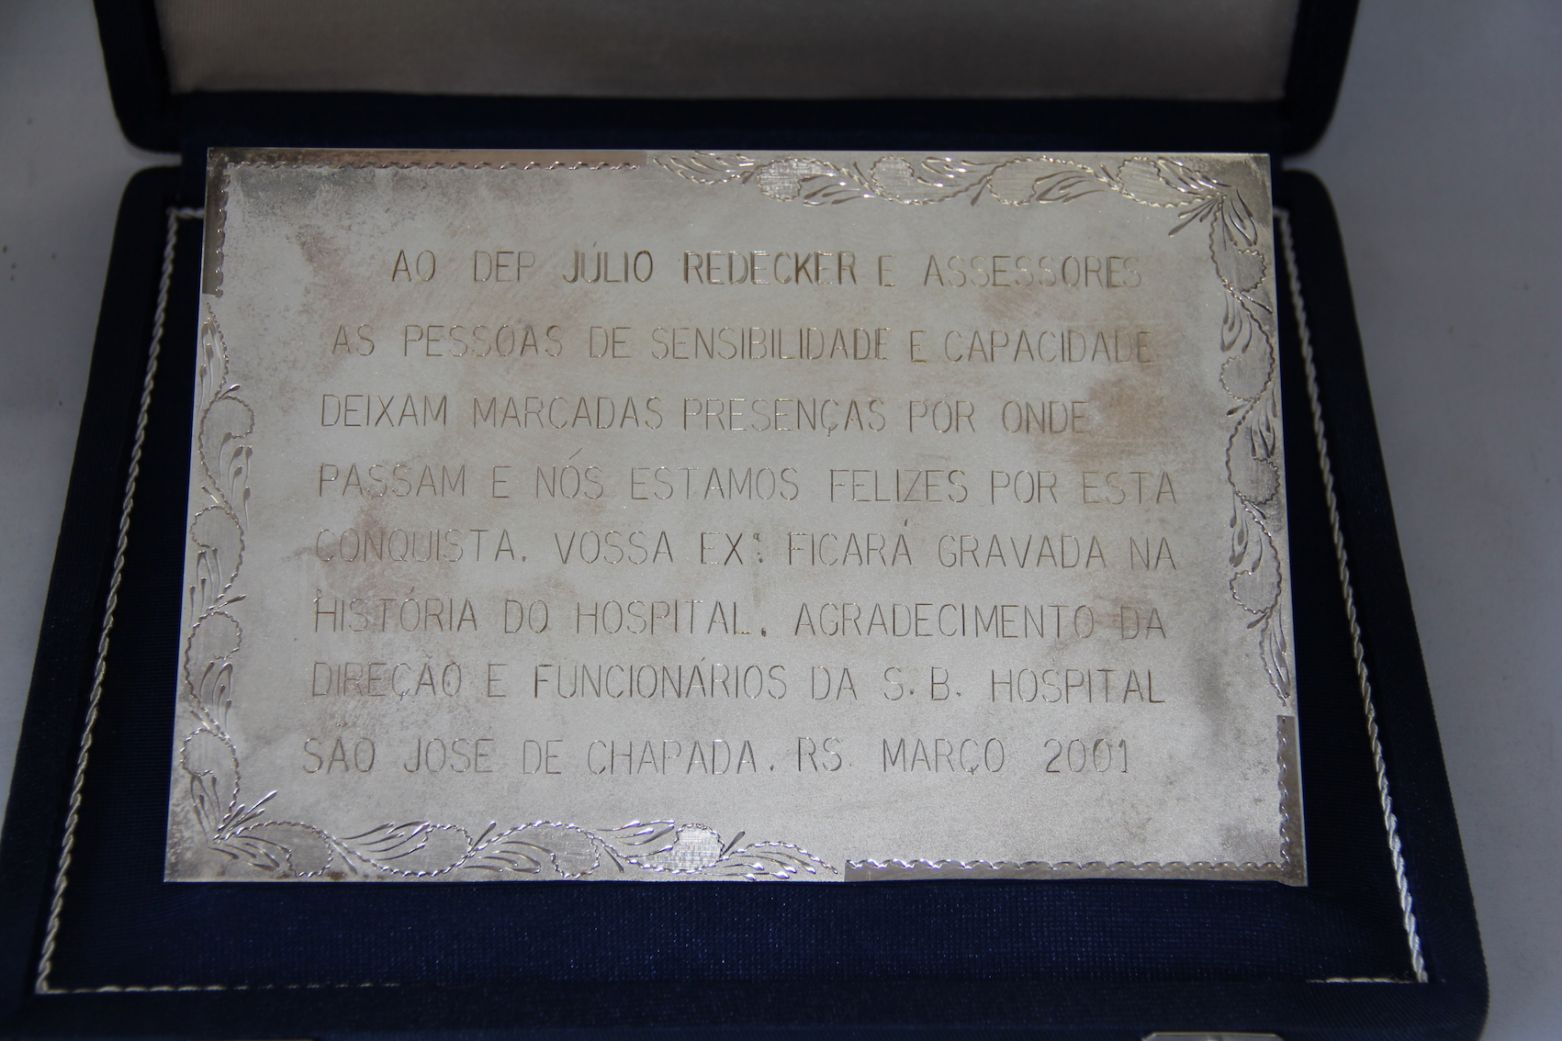 AO DEP JÚLIO REDECKER E ASSESSORES
AS PESSOAS DE SENSIBILIDADE E CAPACIDADE
DEIXAM MARCADAS PRESENÇAS POR ONDE
PASSAM E NÓS ESTAMOS FELIZES POR ESTA
CONQUISTA. VOSSA EXª. FICARÁ GRAVADA NA
HISTÓRIA DO HOSPITAL. AGRADECIMENTO DA
DIREÇÃO E FUNCIONÁRIOS DA S.B. HOSPITAL
SÃO JOSE DE CHAPADA. RS. MARÇO 2001